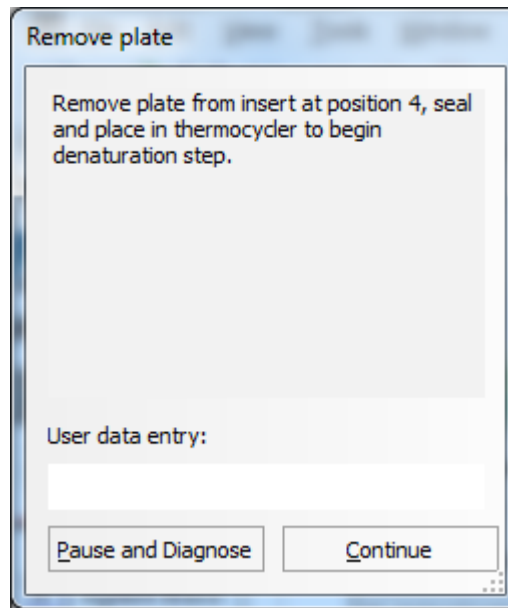 Remove plate
Remove plate from insert at position 4, seal
and place in thermocycler to begin
denaturation step.
User data entry:
Pause and Diagnose
Continue